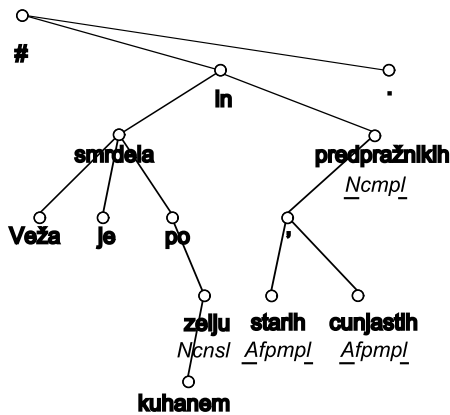 #
in
.
smrdela
predpražnikih
Ncmpl
Veža je po ,
zelju starih cunjastih
Ncnsl Afpmpl Afpmpl
kuhanem